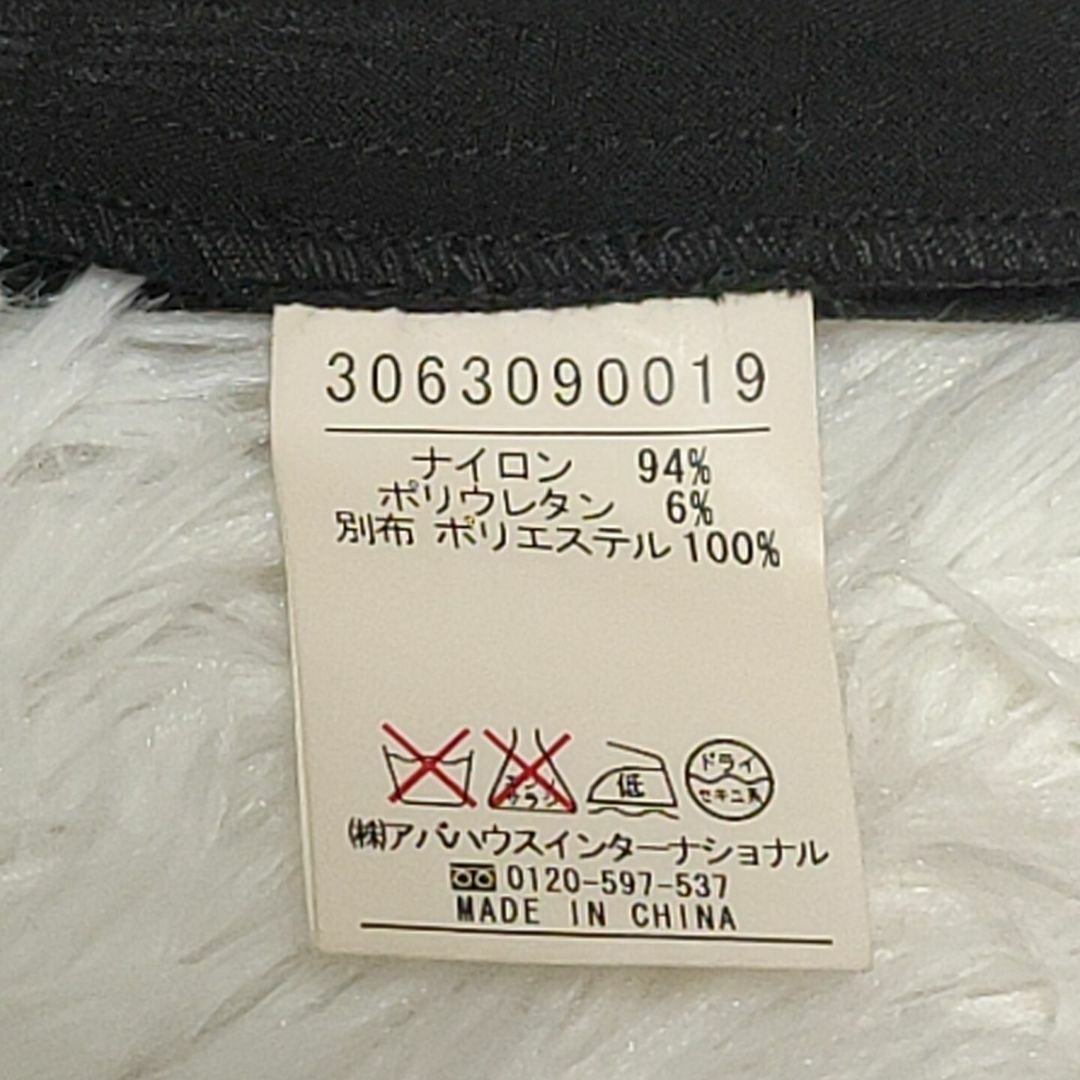 3063090019
ナイロン 94%
ポリウレタン 6%
別布 ポリエステル 100%
低
ドライ
セキユ系
(株)アバハウスインターナショナル
0120-597-537
MADE IN CHINA